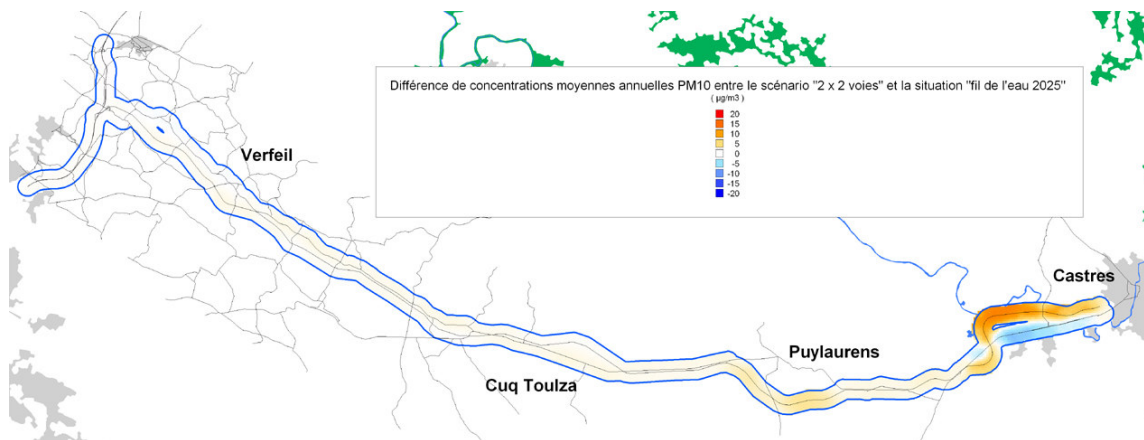 Différence de concentrations moyennes annuelles PM10 entre le scénario "2 x 2 voies" et la situation "fil de l'eau 2025"
( µg/m3 )
20
15
10
5
0
-5
-10
-15
-20
Verfeil
Castres
Puylaurens
Cuq Toulza